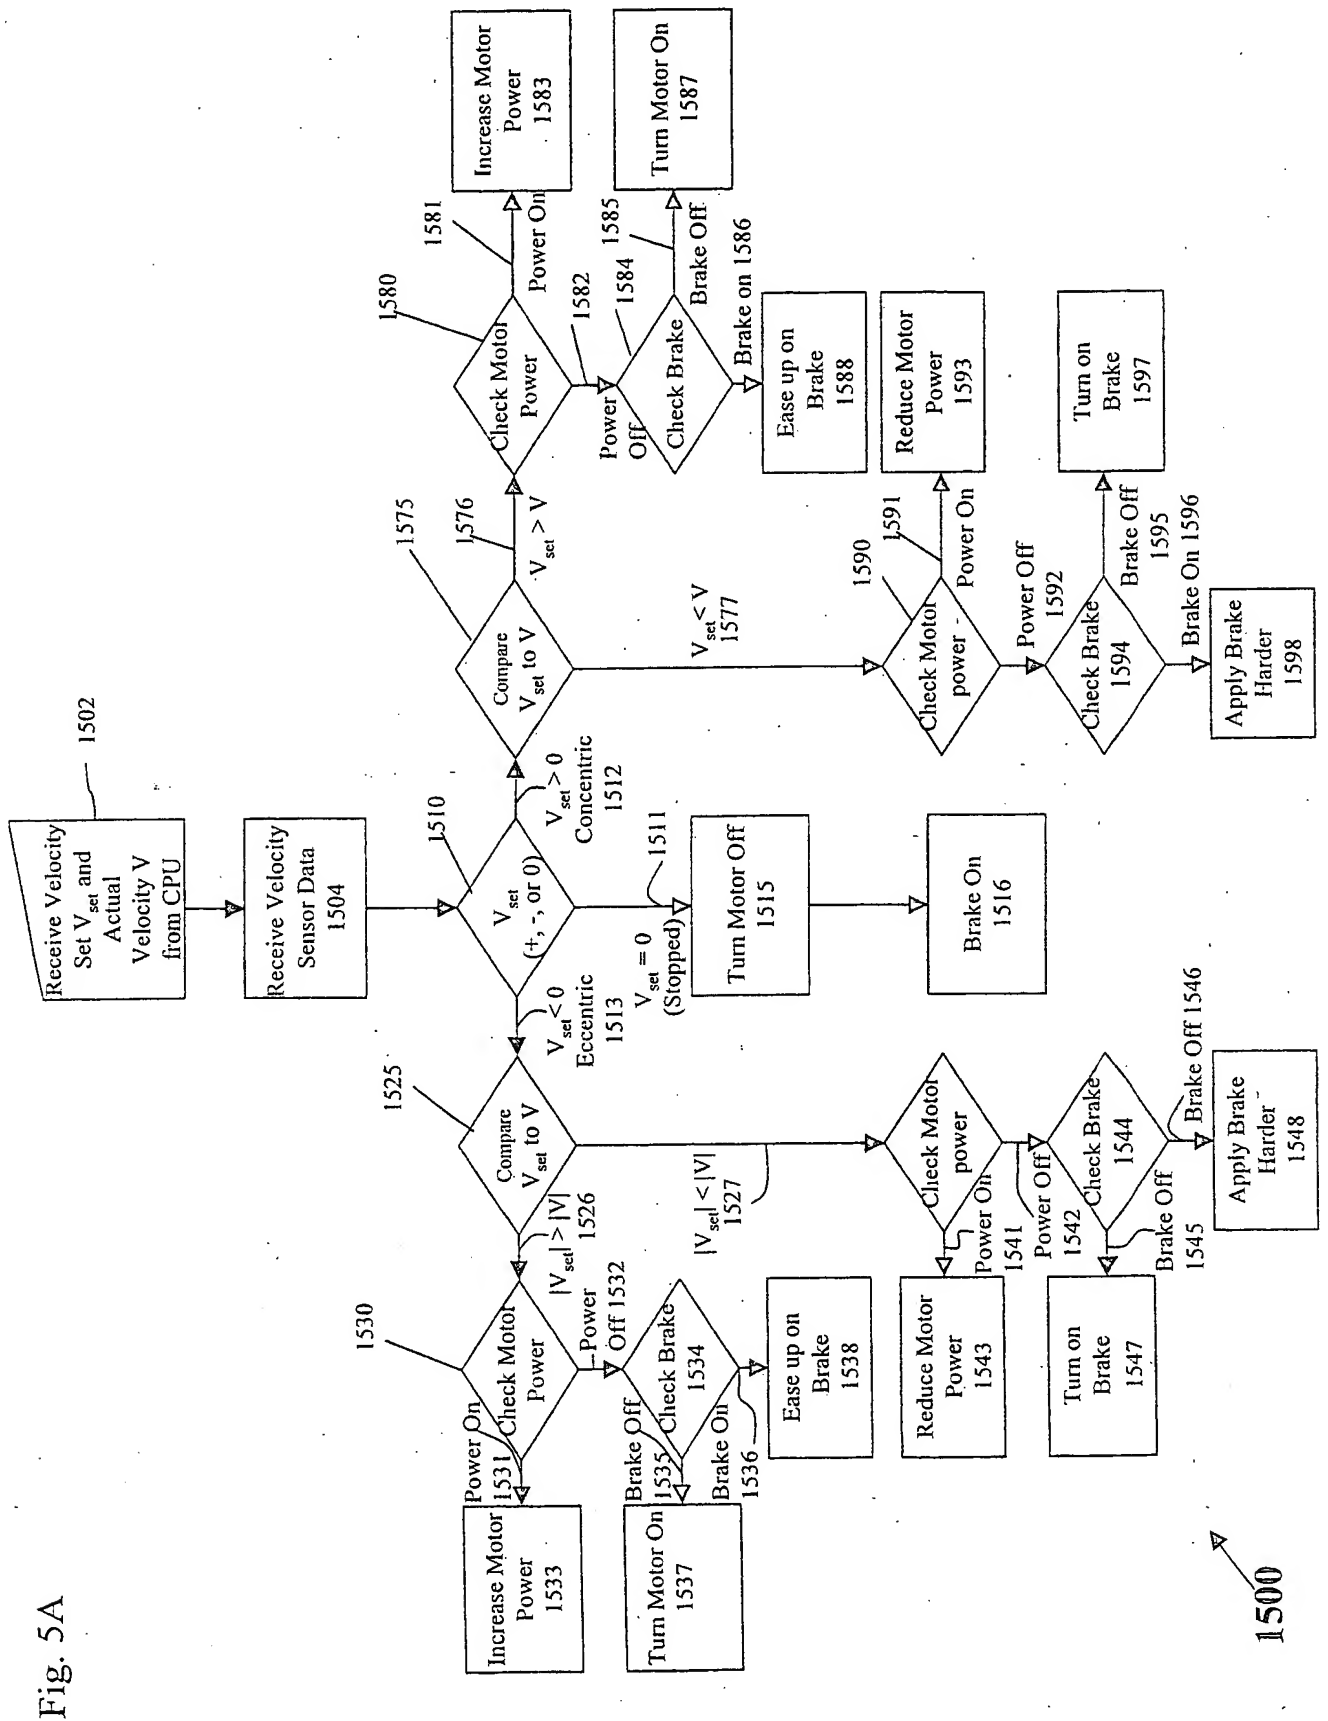 Fig. 5A
Receive Velocity
Set V_set and
Actual
Velocity V
from CPU
1502
Receive Velocity
Sensor Data
1504
V_set
(+, -, or 0)
1510
V_set < 0
Eccentric
1513
V_set > 0
Concentric
1512
V_set = 0
(Stopped)
1511
Turn Motor Off
1515
Brake On
1516
Compare
V_set to V
1525
|V_set| > |V|
1526
|V_set| < |V|
1527
Check Motor
Power
1530
Power On
1531
Power
Off 1532
Increase Motor
Power
1533
Check Brake
1534
Brake Off
1535
Brake On
1536
Turn Motor On
1537
Ease up on
Brake
1538
Check Motor
power
Power On
1541
Power Off
1542
Reduce Motor
Power
1543
Check Brake
1544
Brake Off
1545
Brake Off 1546
Turn on
Brake
1547
Apply Brake
Harder
1548
Compare
V_set to V
1575
1576
V_set > V
V_set < V
1577
Check Motor
Power
1580
1581
Power On
1582
Power
Off
Increase Motor
Power
1583
Check Brake
1584
1585
Brake Off
Brake on 1586
Turn Motor On
1587
Ease up on
Brake
1588
Check Motor
power -
1590
1591
Power On
Power Off
1592
Reduce Motor
Power
1593
Check Brake
1594
Brake Off
1595
Brake On 1596
Turn on
Brake
1597
Apply Brake
Harder
1598
1500